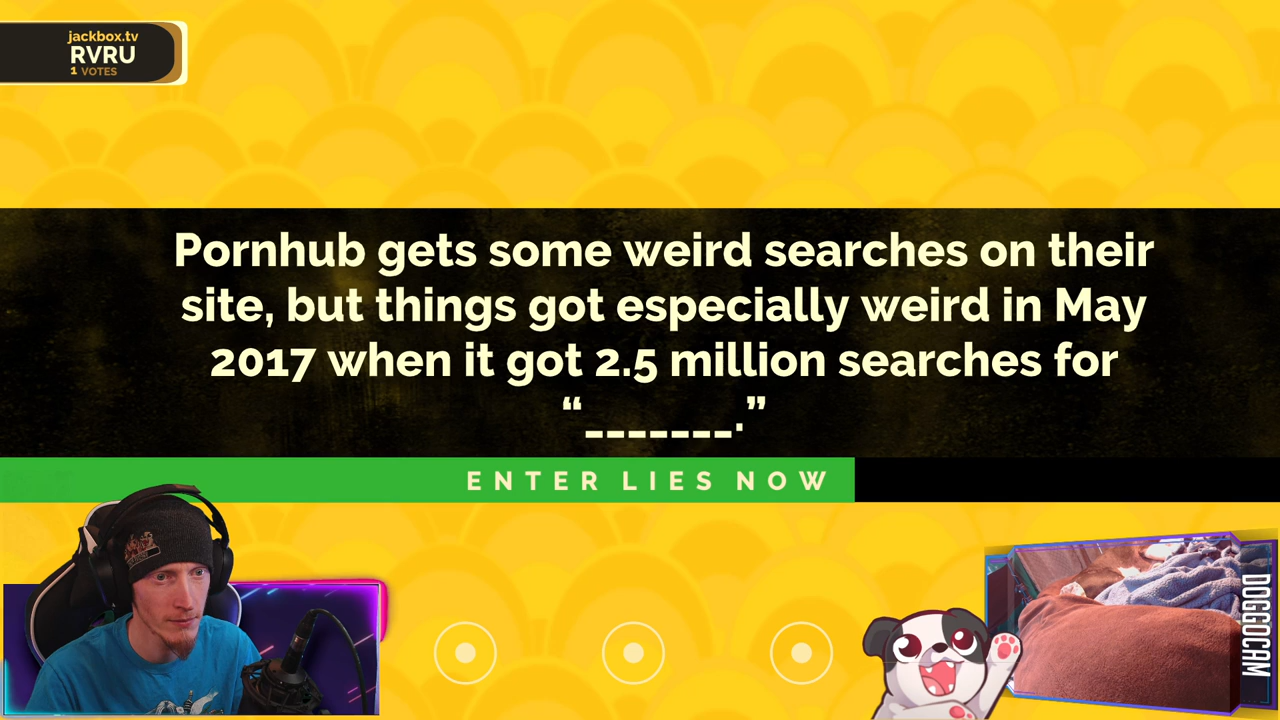 jackbox.tv
RVRU
1 VOTES
Pornhub gets some weird searches on their
site, but things got especially weird in May
2017 when it got 2.5 million searches for
“_______.”
ENTER LIES NOW
DOGGOCAM